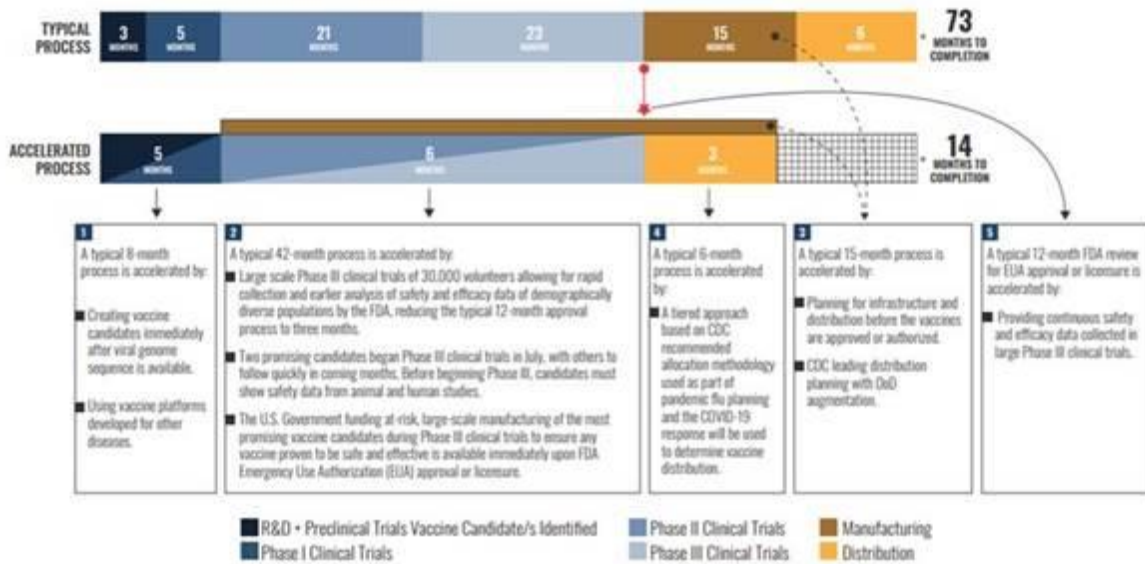 TYPICAL
PROCESS
3
MONTHS
5
MONTHS
21
MONTHS
23
MONTHS
15
MONTHS
6
MONTHS
73
MONTHS TO
COMPLETION
ACCELERATED
PROCESS
5
MONTHS
6
MONTHS
3
MONTHS
14
MONTHS TO
COMPLETION
1
A typical 8-month
process is accelerated by:
Creating vaccine
candidates immediately
after viral genome
sequence is available.
Using vaccine platforms
developed for other
diseases.
2
A typical 42-month process is accelerated by:
Large scale Phase III clinical trials of 30,000 volunteers allowing for rapid
collection and earlier analysis of safety and efficacy data of demographically
diverse populations by the FDA, reducing the typical 12-month approval
process to three months.
Two promising candidates began Phase III clinical trials in July, with others to
follow quickly in coming months. Before beginning Phase III, candidates must
show safety data from animal and human studies.
The U.S. Government funding at-risk, large-scale manufacturing of the most
promising vaccine candidates during Phase III clinical trials to ensure any
vaccine proven to be safe and effective is available immediately upon FDA
Emergency Use Authorization (EUA) approval or licensure.
4
A typical 6-month
process is accelerated
by:
A tiered approach
based on CDC
recommended
allocation methodology
used as part of
pandemic flu planning
and the COVID-19
response will be used
to determine vaccine
distribution.
3
A typical 15-month process is
accelerated by:
Planning for infrastructure and
distribution before the vaccines
are approved or authorized.
CDC leading distribution
planning with DoD
augmentation.
5
A typical 12-month FDA review
for EUA approval or licensure is
accelerated by:
Providing continuous safety
and efficacy data collected in
large Phase III clinical trials.
R&D + Preclinical Trials Vaccine Candidate/s Identified
Phase I Clinical Trials
Phase II Clinical Trials
Phase III Clinical Trials
Manufacturing
Distribution